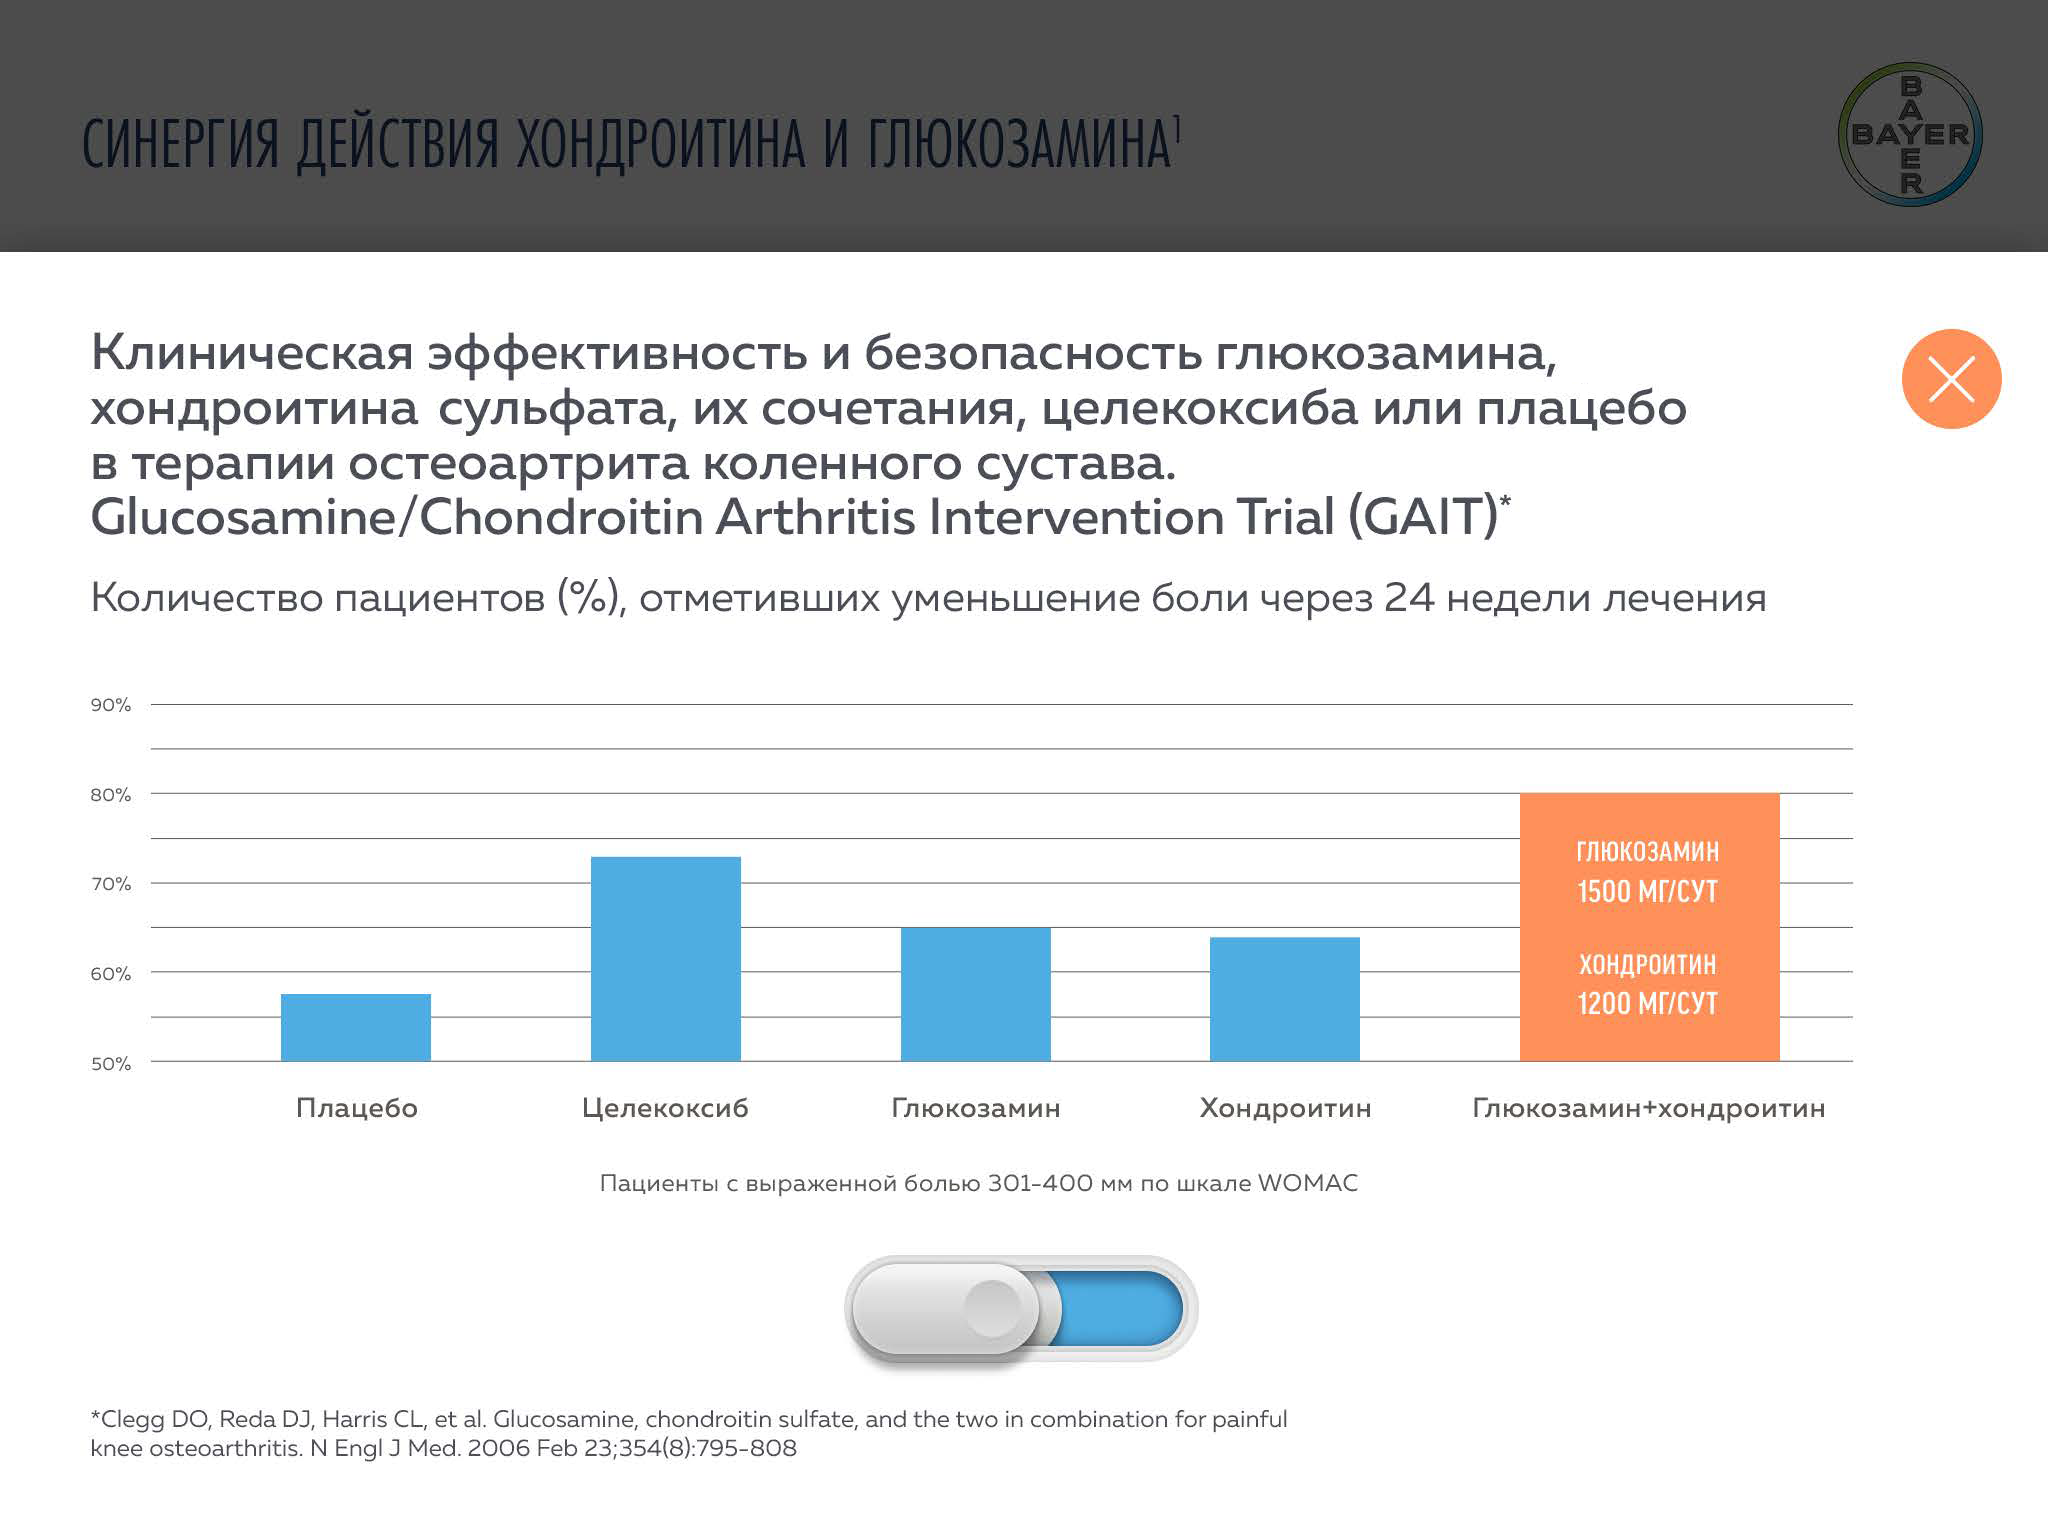 СИНЕРГИЯ ДЕЙСТВИЯ ХОНДРОИТИНА И ГЛЮКОЗАМИНА¹
BAYER
BAYER
Клиническая эффективность и безопасность глюкозамина,
хондроитина сульфата, их сочетания, целекоксиба или плацебо
в терапии остеоартрита коленного сустава.
Glucosamine/Chondroitin Arthritis Intervention Trial (GAIT)*
Количество пациентов (%), отметивших уменьшение боли через 24 недели лечения
90%
80%
70%
60%
50%
ГЛЮКОЗАМИН
1500 МГ/СУТ
ХОНДРОИТИН
1200 МГ/СУТ
Плацебо Целекоксиб Глюкозамин Хондроитин Глюкозамин+хондроитин
Пациенты с выраженной болью 301-400 мм по шкале WOMAC
*Clegg DO, Reda DJ, Harris CL, et al. Glucosamine, chondroitin sulfate, and the two in combination for painful
knee osteoarthritis. N Engl J Med. 2006 Feb 23;354(8):795-808